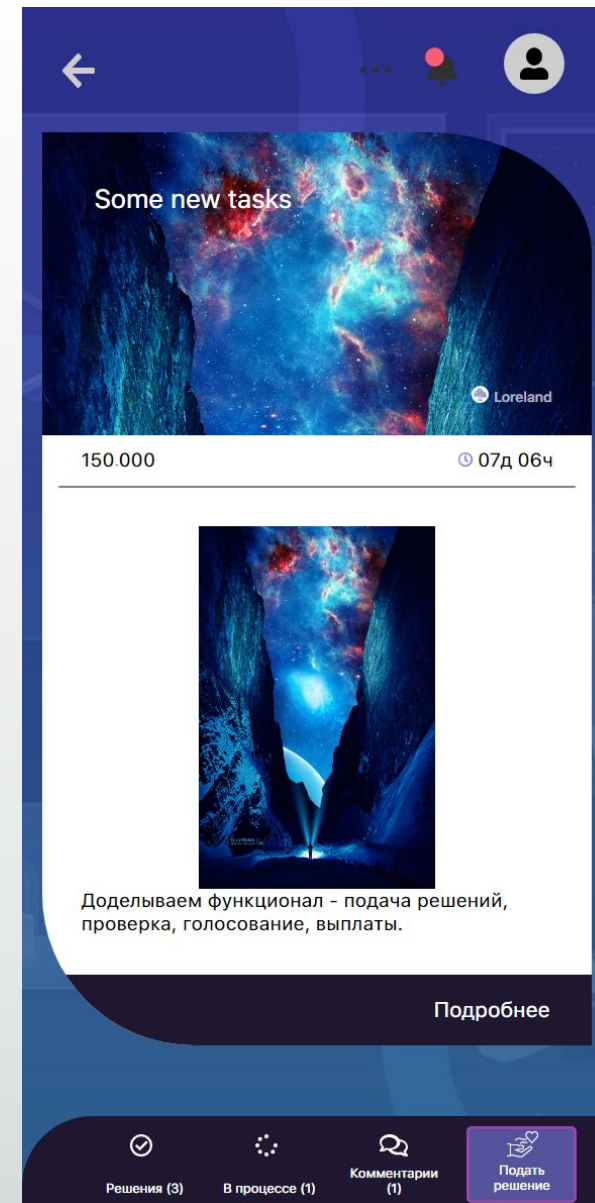 Some new tasks
Loreland
150.000
07д 06ч
Доделываем функционал - подача решений,
проверка, голосование, выплаты.
Подробнее
Решения (3)
В процессе (1)
Комментарии
(1)
Подать
решение